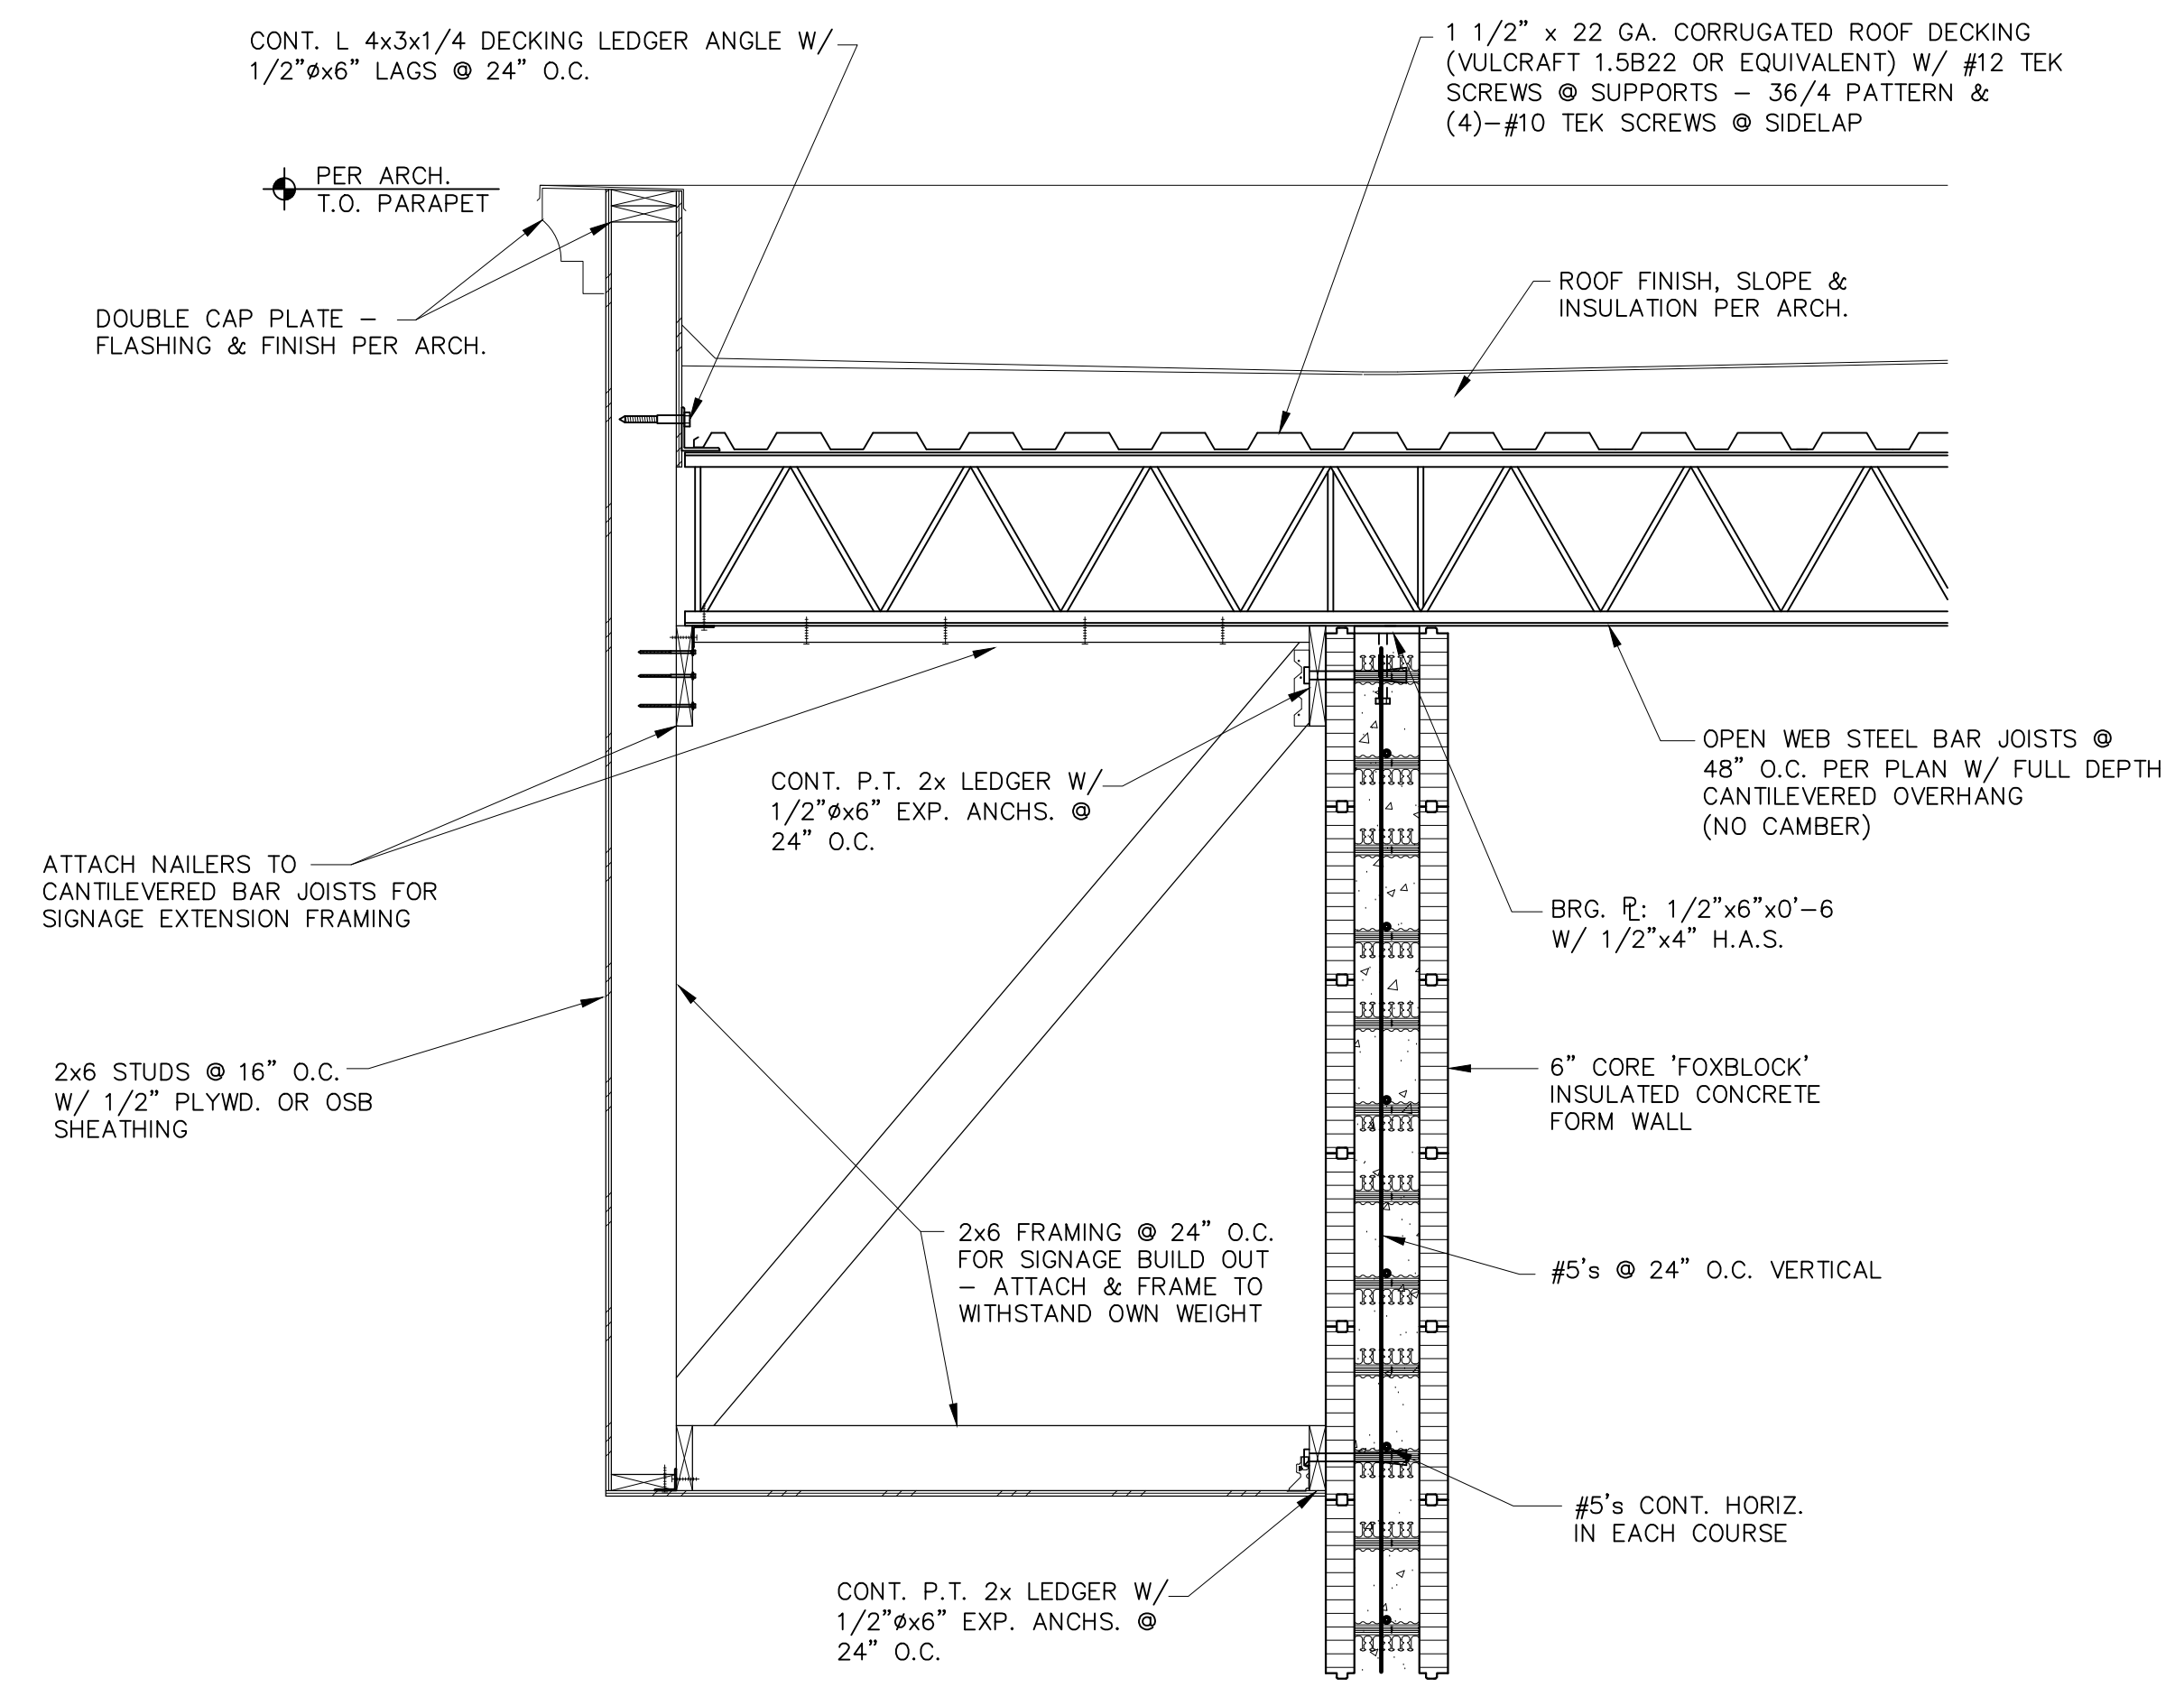 CONT. L 4x3x1/4 DECKING LEDGER ANGLE W/
1/2"øx6" LAGS @ 24" O.C.
1 1/2" x 22 GA. CORRUGATED ROOF DECKING
(VULCRAFT 1.5B22 OR EQUIVALENT) W/ #12 TEK
SCREWS @ SUPPORTS – 36/4 PATTERN &
(4)–#10 TEK SCREWS @ SIDELAP
PER ARCH.
T.O. PARAPET
ROOF FINISH, SLOPE &
INSULATION PER ARCH.
DOUBLE CAP PLATE –
FLASHING & FINISH PER ARCH.
OPEN WEB STEEL BAR JOISTS @
48" O.C. PER PLAN W/ FULL DEPTH
CANTILEVERED OVERHANG
(NO CAMBER)
CONT. P.T. 2x LEDGER W/
1/2"øx6" EXP. ANCHS. @
24" O.C.
ATTACH NAILERS TO
CANTILEVERED BAR JOISTS FOR
SIGNAGE EXTENSION FRAMING
BRG. PL: 1/2"x6"x0'–6
W/ 1/2"x4" H.A.S.
2x6 STUDS @ 16" O.C.
W/ 1/2" PLYWD. OR OSB
SHEATHING
6" CORE 'FOXBLOCK'
INSULATED CONCRETE
FORM WALL
2x6 FRAMING @ 24" O.C.
FOR SIGNAGE BUILD OUT
– ATTACH & FRAME TO
WITHSTAND OWN WEIGHT
#5's @ 24" O.C. VERTICAL
#5's CONT. HORIZ.
IN EACH COURSE
CONT. P.T. 2x LEDGER W/
1/2"øx6" EXP. ANCHS. @
24" O.C.